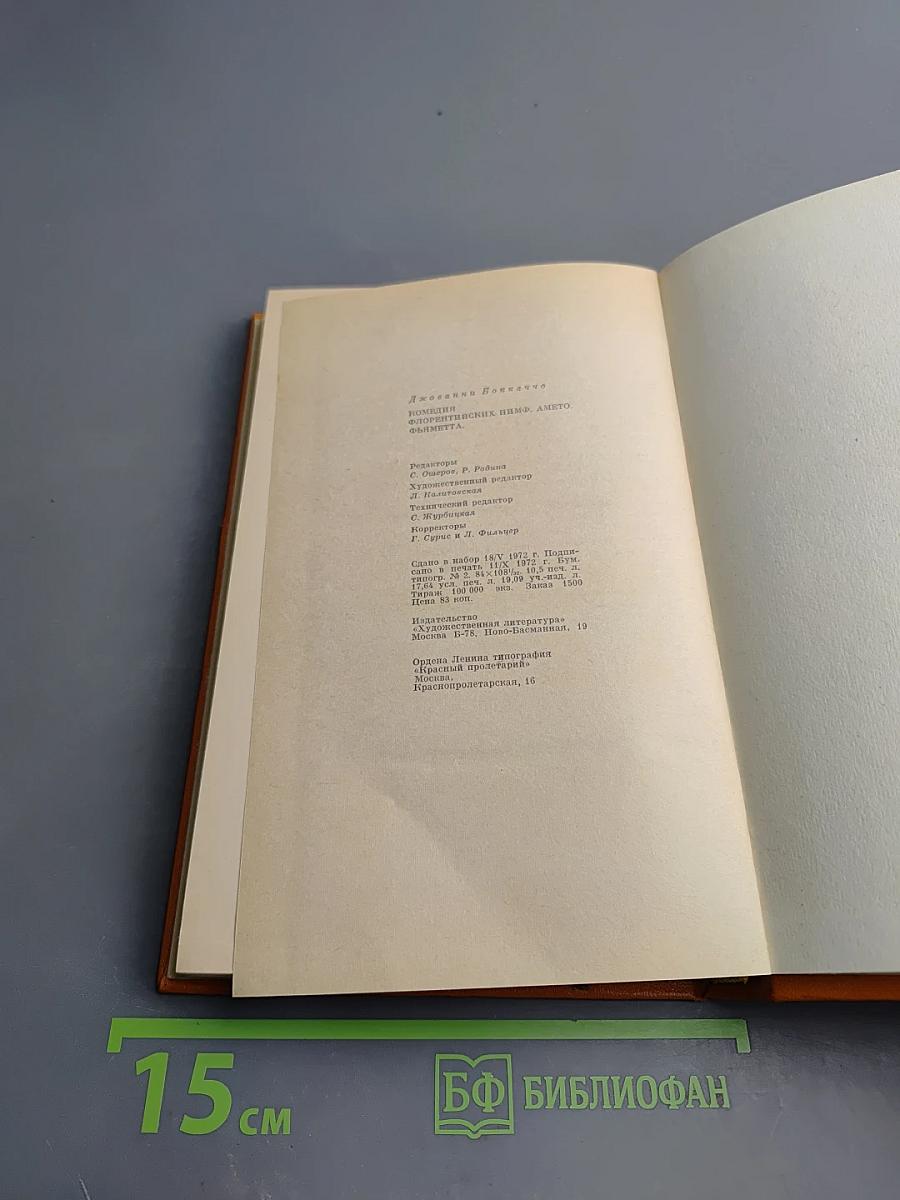 Джованни Боккаччо
КОМЕДИЯ
ФЛОРЕНТИЙСКИХ НИМФ. АМЕТО.
ФЬЯМЕТТА.
Редакторы
С. Ошеров, Р. Родина
Художественный редактор
Л. Калитовская
Технический редактор
С. Журбицкая
Корректоры
Г. Сурис и Л. Фильцер
Сдано в набор 18/V 1972 г. Подпи-
сано в печать 11/X 1972 г. Бум.
типогр. № 2. 84×108¹/₃₂. 10,5 печ. л.
17,64 усл. печ. л. 19,09 уч.-изд. л.
Тираж 100 000 экз. Заказ 1500
Цена 83 коп.
Издательство
«Художественная литература»
Москва Б-78, Ново-Басманная, 19
Ордена Ленина типография
«Красный пролетарий»
Москва,
Краснопролетарская, 16
15 см
БФ БИБЛИОФАН